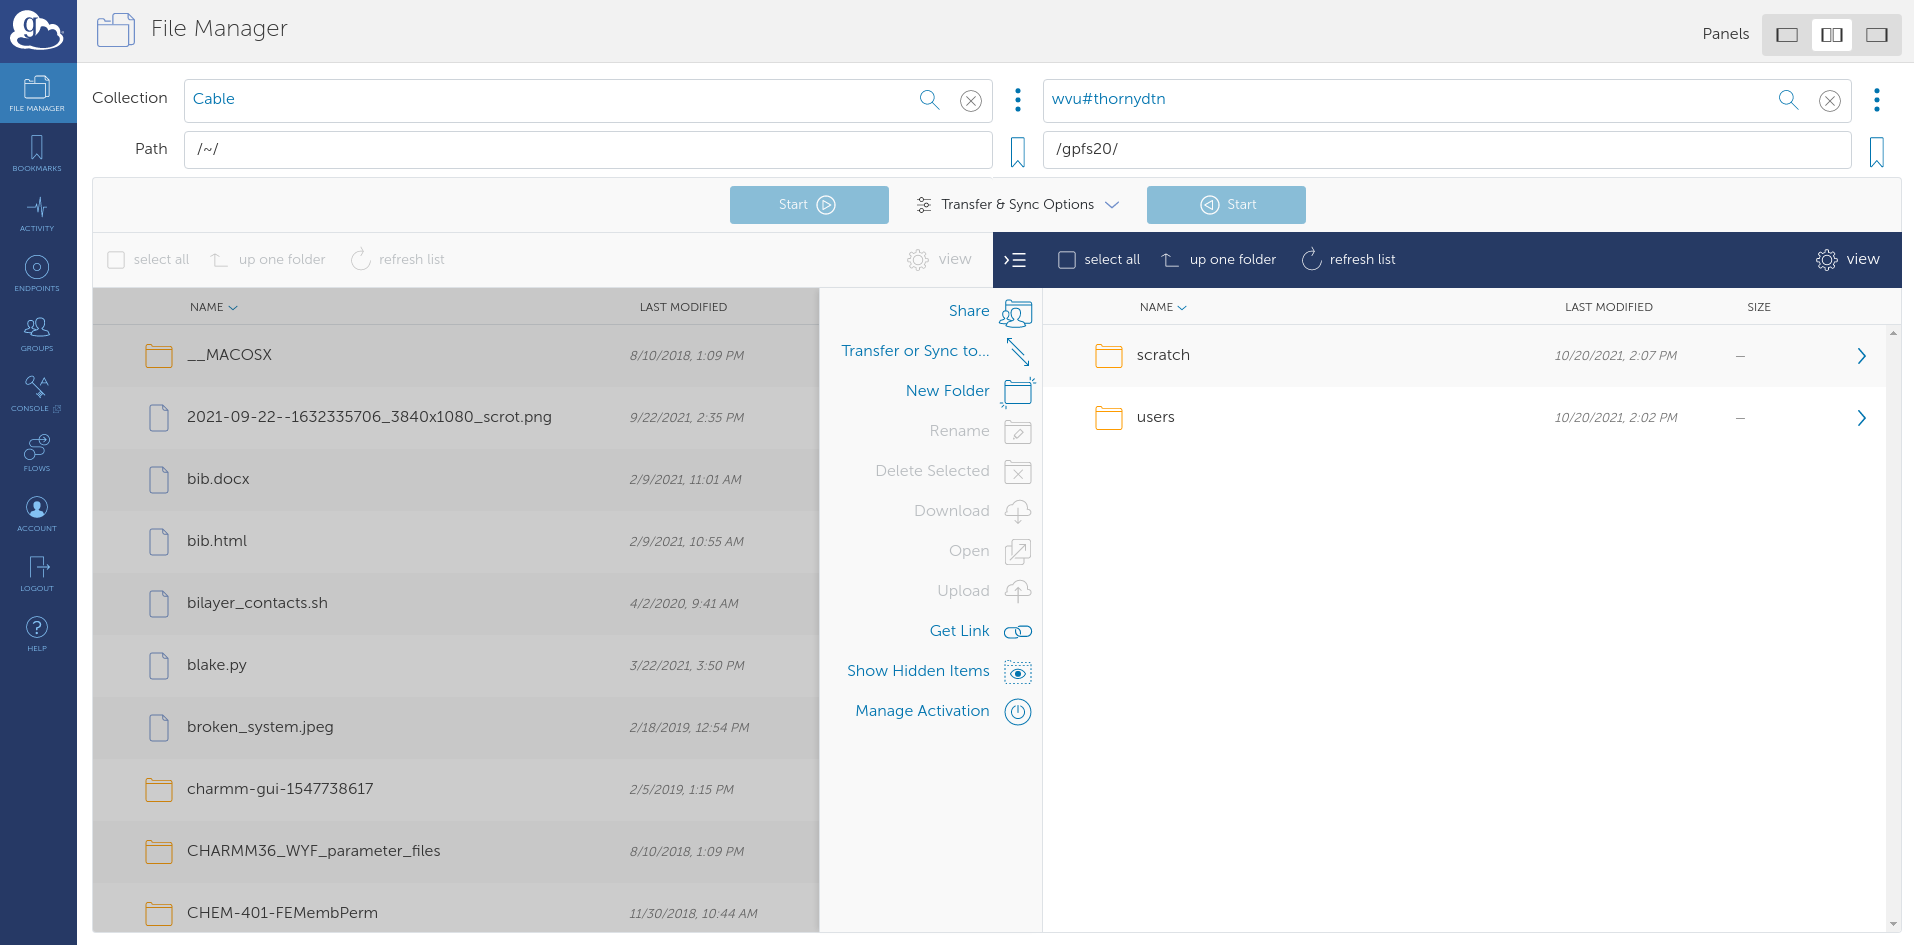 g
File Manager
Panels
FILE MANAGER
BOOKMARKS
ACTIVITY
ENDPOINTS
GROUPS
CONSOLE
FLOWS
ACCOUNT
LOGOUT
?
HELP
Collection
Cable
wvu#thornydtn
Path
/~/
/gpfs20/
Start
Transfer & Sync Options
Start
select all
up one folder
refresh list
view
select all
up one folder
refresh list
view
NAME
LAST MODIFIED
__MACOSX
8/10/2018, 1:09 PM
2021-09-22--1632335706_3840x1080_scrot.png
9/22/2021, 2:35 PM
bib.docx
2/9/2021, 11:01 AM
bib.html
2/9/2021, 10:55 AM
bilayer_contacts.sh
4/2/2020, 9:41 AM
blake.py
3/22/2021, 3:50 PM
broken_system.jpeg
2/18/2019, 12:54 PM
charmm-gui-1547738617
2/5/2019, 1:15 PM
CHARMM36_WYF_parameter_files
8/10/2018, 1:09 PM
CHEM-401-FEMembPerm
11/30/2018, 10:44 AM
Share
Transfer or Sync to...
New Folder
Rename
Delete Selected
Download
Open
Upload
Get Link
Show Hidden Items
Manage Activation
NAME
LAST MODIFIED
SIZE
scratch
10/20/2021, 2:07 PM
—
users
10/20/2021, 2:02 PM
—